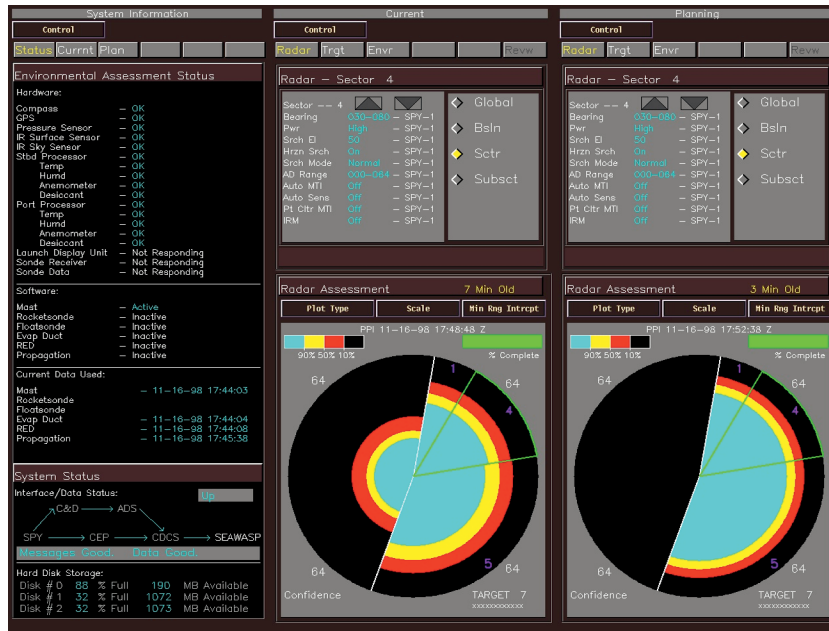 System Information
Control
Status Currnt Plan
Environmental Assessment Status
Hardware:
Compass – OK
GPS – OK
Pressure Sensor – OK
IR Surface Sensor – OK
IR Sky Sensor – OK
Stbd Processor – OK
Temp – OK
Humd – OK
Anemometer – OK
Desiccant – OK
Port Processor – OK
Temp – OK
Humd – OK
Anemometer – OK
Desiccant – OK
Launch Display Unit – Not Responding
Sonde Receiver – Not Responding
Sonde Data – Not Responding
Software:
Mast – Active
Rocketsonde – Inactive
Floatsonde – Inactive
Evap Duct – Inactive
RED – Inactive
Propagation – Inactive
Current Data Used:
Mast – 11–16–98 17:44:03
Rocketsonde
Floatsonde
Evap Duct – 11–16–98 17:44:04
RED – 11–16–98 17:44:08
Propagation – 11–16–98 17:45:38
System Status
Interface/Data Status: Up
C&D ADS
SPY CEP CDCS SEAWASP
Messages Good. Data Good.
Hard Disk Storage:
Disk # 0 88 % Full 190 MB Available
Disk # 1 32 % Full 1072 MB Available
Disk # 2 32 % Full 1073 MB Available
Current
Control
Radar Trgt Envr Revw
Radar – Sector 4
Sector –– 4
Bearing 030–080 – SPY–1
Pwr High – SPY–1
Srch El 50 – SPY–1
Hrzn Srch On – SPY–1
Srch Mode Normal – SPY–1
AD Range 000–064 – SPY–1
Auto MTI Off – SPY–1
Auto Sens Off – SPY–1
Pt Cltr MTI Off – SPY–1
IRM Off – SPY–1
Global
Bsln
Sctr
Subsct
Radar Assessment 7 Min Old
Plot Type Scale Min Rng Intrcpt
PPI 11–16–98 17:48:48 Z
90% 50% 10% % Complete
64 1 64
4
64 5 64
Confidence TARGET 7
xxxxxxxxxxxx
Planning
Control
Radar Trgt Envr Revw
Radar – Sector 4
Sector –– 4
Bearing 030–080 – SPY–1
Pwr High – SPY–1
Srch El 50 – SPY–1
Hrzn Srch On – SPY–1
Srch Mode Normal – SPY–1
AD Range 000–064 – SPY–1
Auto MTI Off – SPY–1
Auto Sens Off – SPY–1
Pt Cltr MTI Off – SPY–1
IRM Off – SPY–1
Global
Bsln
Sctr
Subsct
Radar Assessment 3 Min Old
Plot Type Scale Min Rng Intrcpt
PPI 11–16–98 17:52:38 Z
90% 50% 10% % Complete
64 1 64
4
64 5 64
Confidence TARGET 7
xxxxxxxxxxxx